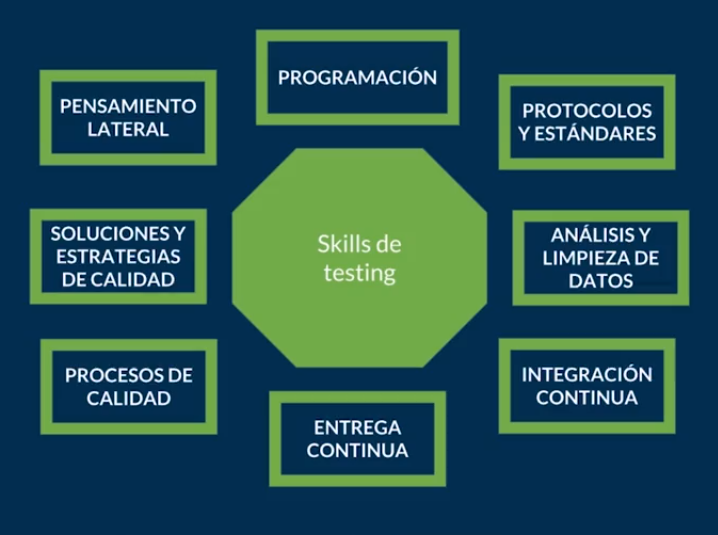 PROGRAMACIÓN
PENSAMIENTO
LATERAL
PROTOCOLOS
Y ESTÁNDARES
SOLUCIONES Y
ESTRATEGIAS
DE CALIDAD
Skills de
testing
ANÁLISIS Y
LIMPIEZA DE
DATOS
PROCESOS DE
CALIDAD
INTEGRACIÓN
CONTINUA
ENTREGA
CONTINUA